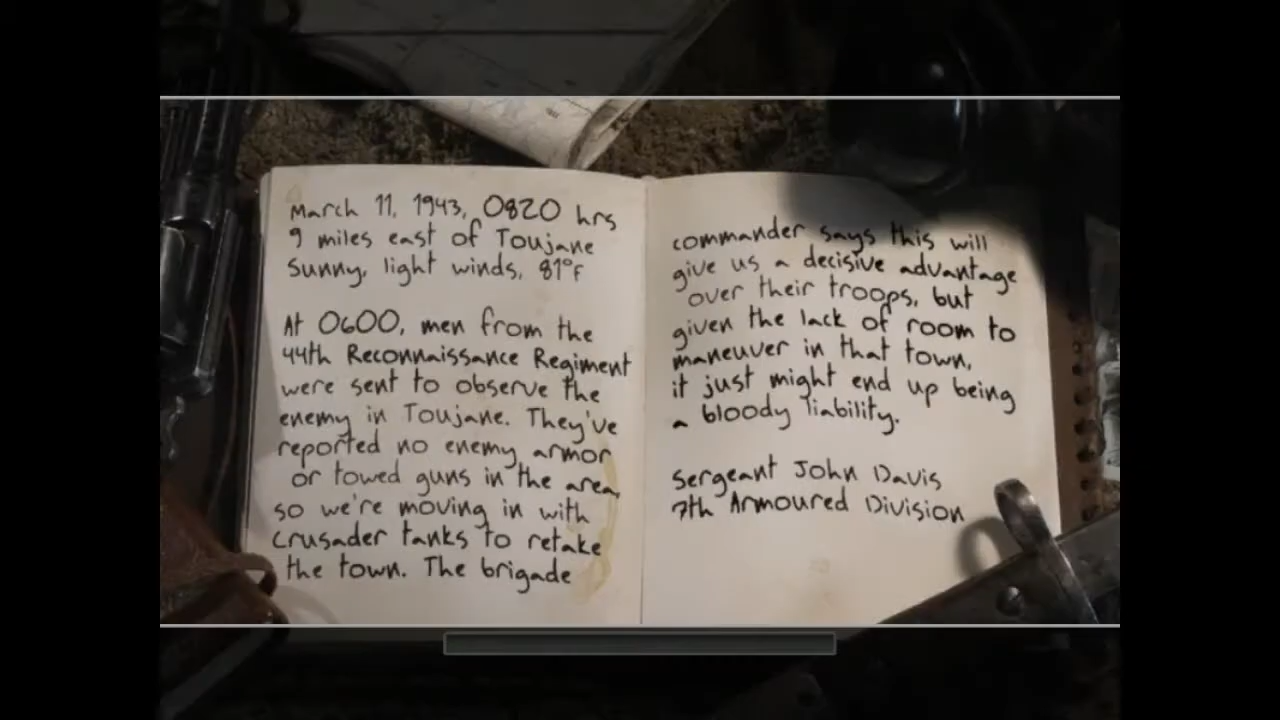 March 11, 1943, 0820 hrs
9 miles east of Toujane
Sunny, light winds, 81°F
At 0600, men from the
44th Reconnaissance Regiment
were sent to observe the
enemy in Toujane. They've
reported no enemy armor
or towed guns in the area,
so we're moving in with
Crusader tanks to retake
the town. The brigade
commander says this will
give us a decisive advantage
over their troops, but
given the lack of room to
maneuver in that town,
it just might end up being
a bloody liability.
Sergeant John Davis
7th Armoured Division